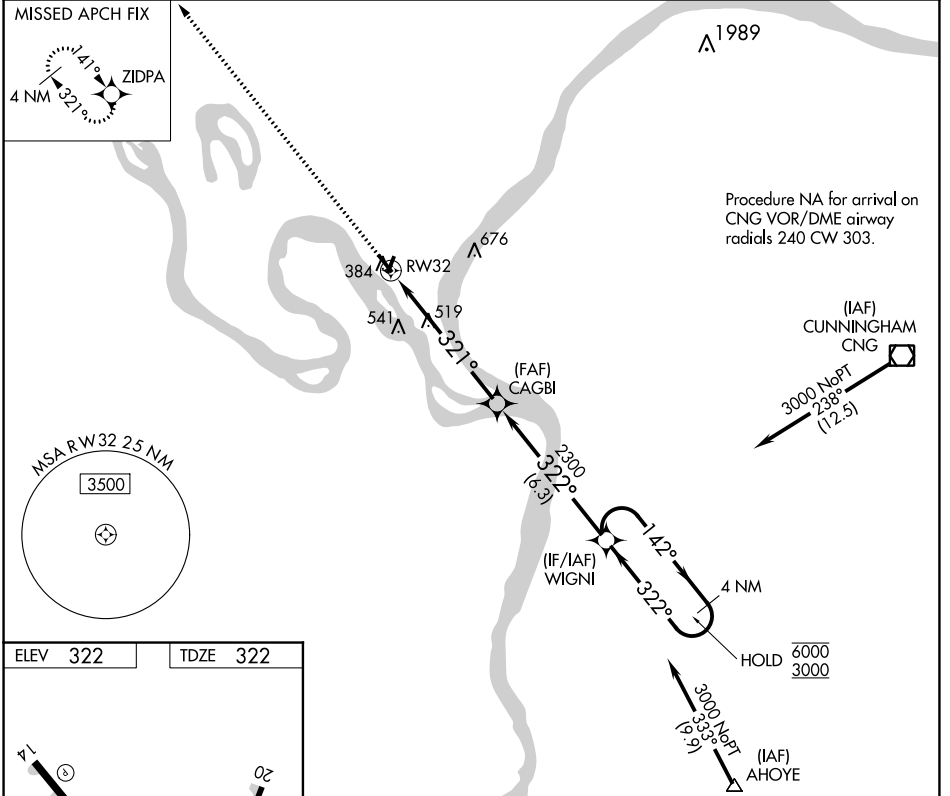 MISSED APCH FIX
141°
ZIDPA
4 NM
321°
1989
Procedure NA for arrival on
CNG VOR/DME airway
radials 240 CW 303.
676
384
RW32
541
519
321°
(IAF)
CUNNINGHAM
CNG
(FAF)
CAGBI
3000 NoPT
238°
(12.5)
MSA RW32 25 NM
3500
2300
322°
(6.3)
142°
(IF/IAF)
WIGNI
322°
4 NM
HOLD
6000
3000
ELEV 322
TDZE 322
3000 NoPT
333°
(9.9)
(IAF)
AHOYE
14
P
20